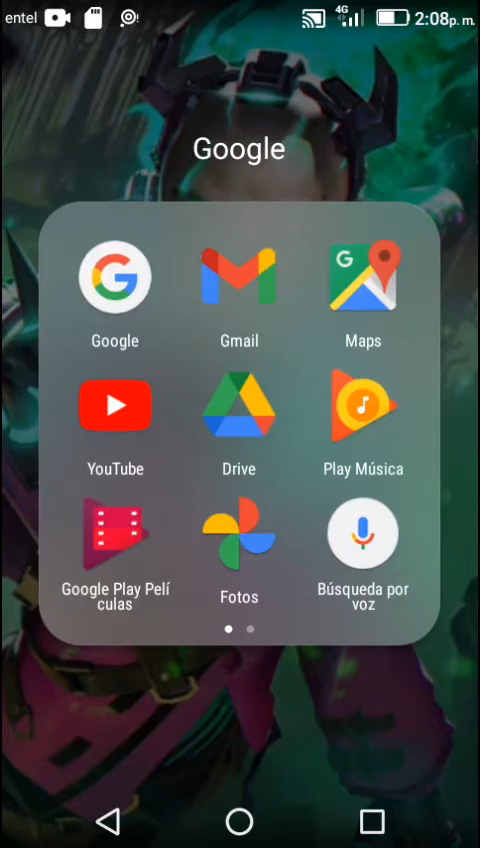 entel 4G 2:08p. m.
Google
Google Gmail Maps
YouTube Drive Play Música
Google Play Pelí
culas
Fotos
Búsqueda por
voz